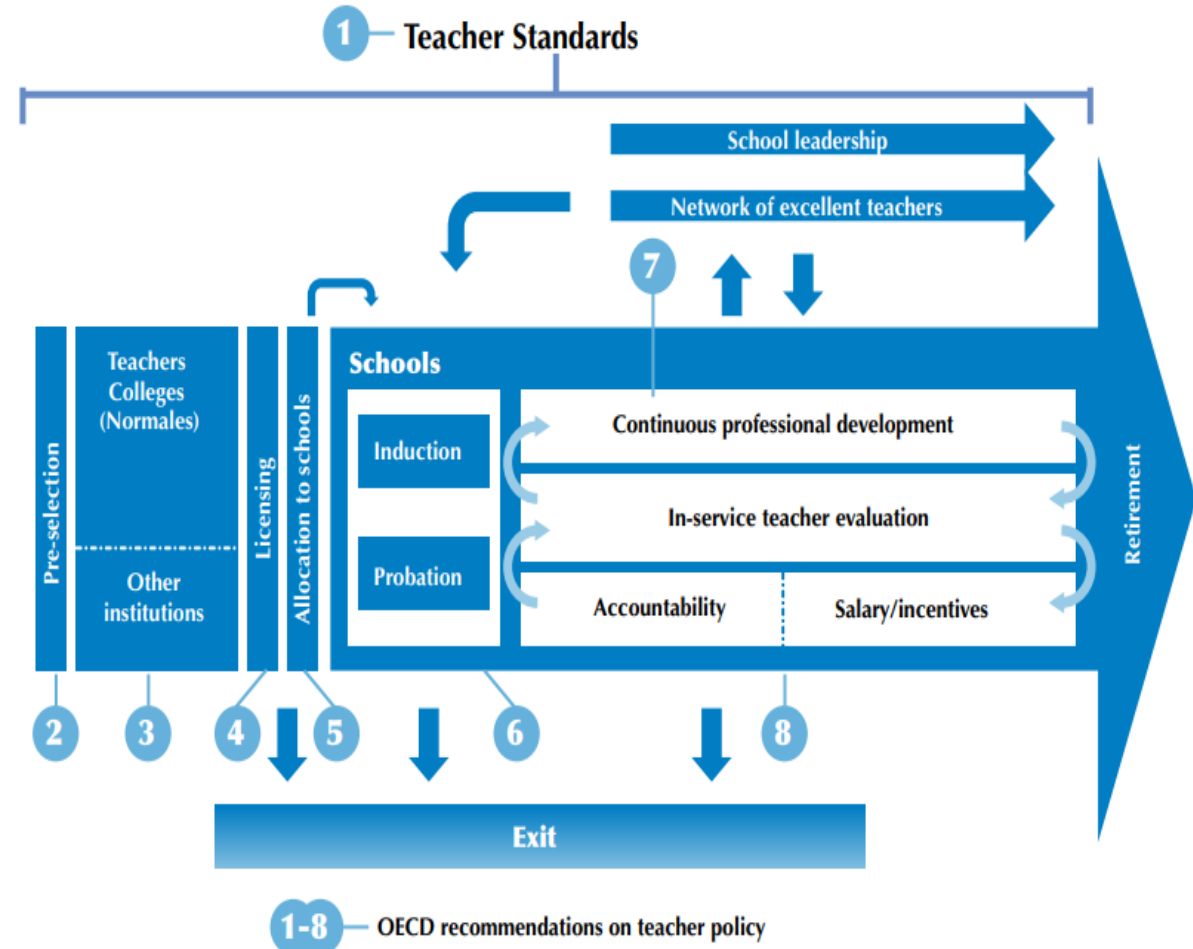 1 Teacher Standards
School leadership
Network of excellent teachers
7
Pre-selection
Teachers
Colleges
(Normales)
Other
institutions
Licensing
Allocation to schools
Schools
Induction
Probation
Continuous professional development
In-service teacher evaluation
Accountability
Salary/incentives
Retirement
2
3
4
5
6
8
Exit
1-8 OECD recommendations on teacher policy